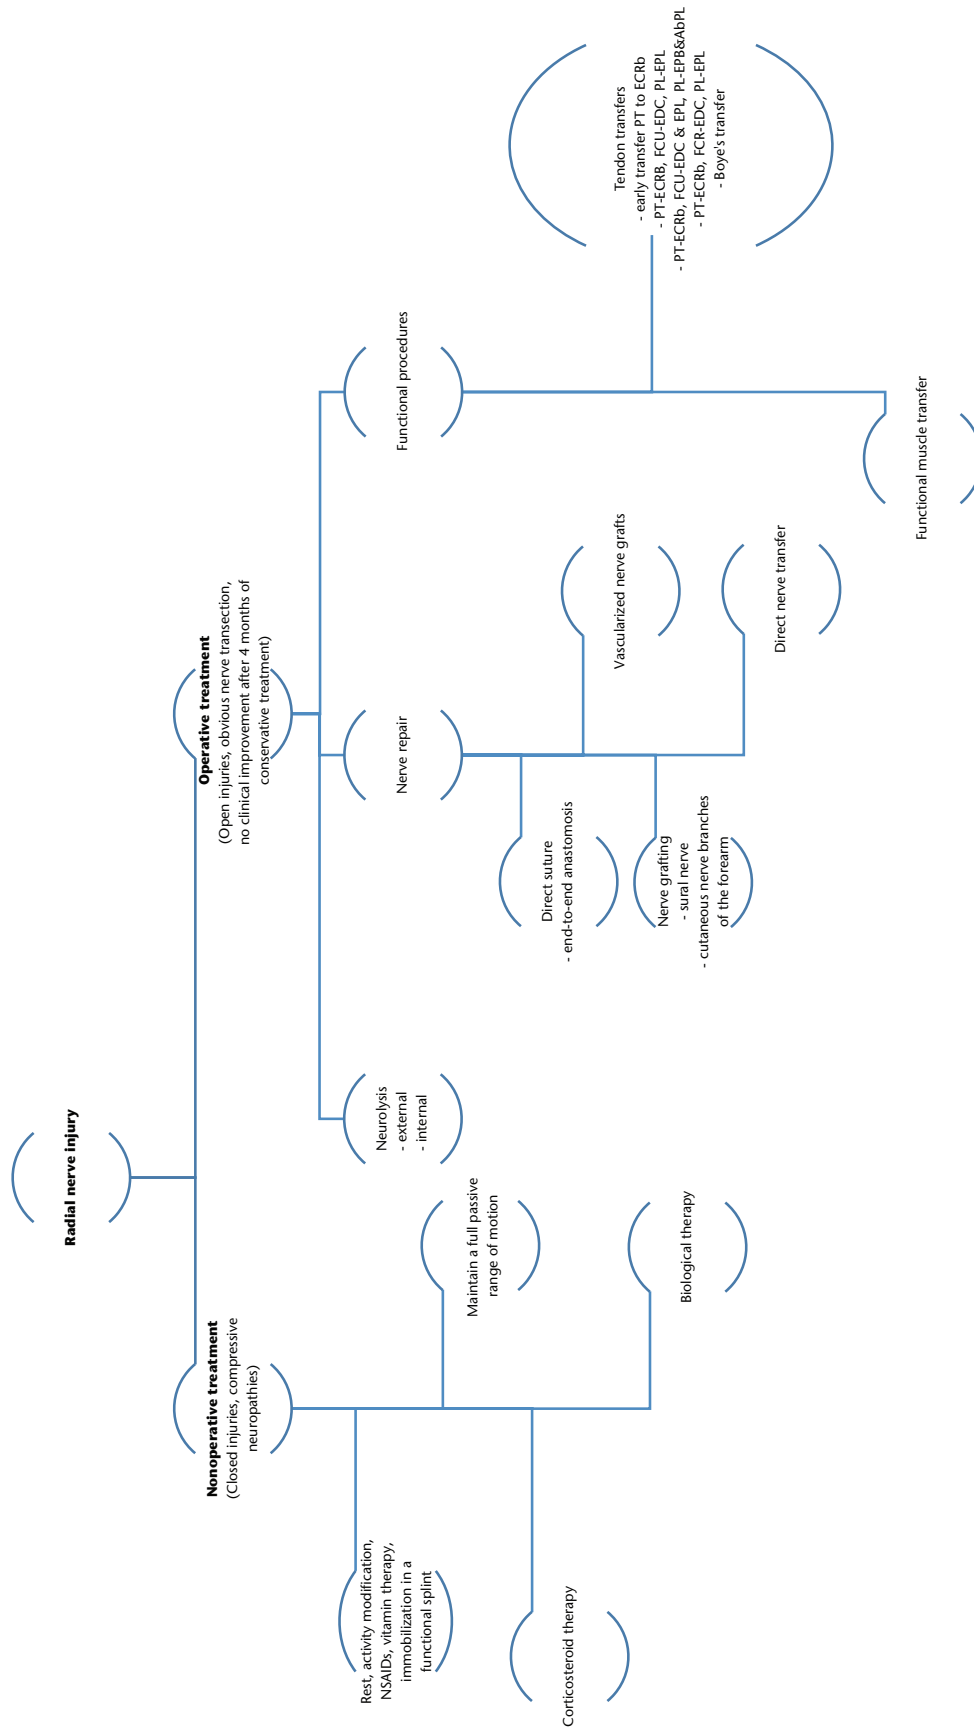 Radial nerve injury
Nonoperative treatment
(Closed injuries, compressive
neuropathies)
Rest, activity modification,
NSAIDs, vitamin therapy,
immobilization in a
functional splint
Maintain a full passive
range of motion
Corticosteroid therapy
Biological therapy
Operative treatment
(Open injuries, obvious nerve transection,
no clinical improvement after 4 months of
conservative treatment)
Neurolysis
- external
- internal
Nerve repair
Direct suture
- end-to-end anastomosis
Vascularized nerve grafts
Nerve grafting
- sural nerve
- cutaneous nerve branches
of the forearm
Direct nerve transfer
Functional procedures
Tendon transfers
- early transfer PT to ECRb
- PT-ECRB, FCU-EDC, PL-EPL
- PT-ECRb, FCU-EDC & EPL, PL-EPB&AbPL
- PT-ECRb, FCR-EDC, PL-EPL
- Boye's transfer
Functional muscle transfer